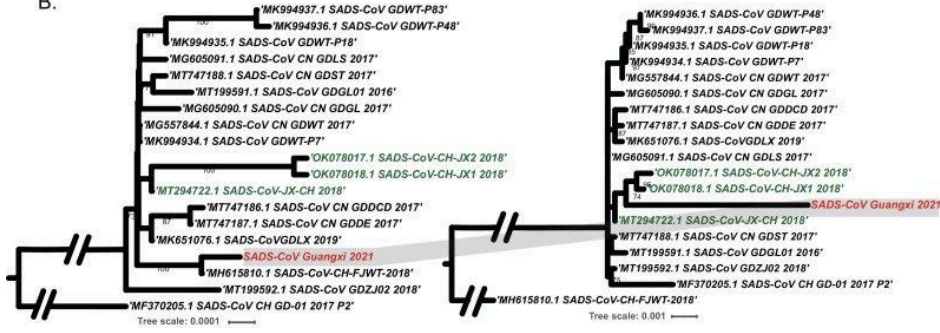 B.
'MK994937.1 SADS-CoV GDWT-P83'
100
'MK994936.1 SADS-CoV GDWT-P48'
91
'MK994935.1 SADS-CoV GDWT-P18'
'MG605091.1 SADS-CoV CN GDLS 2017'
'MT747188.1 SADS-CoV CN GDST 2017'
'MT199591.1 SADS-CoV GDGL01 2016'
'MG605090.1 SADS-CoV CN GDGL 2017'
'MG557844.1 SADS-CoV CN GDWT 2017'
'MK994934.1 SADS-CoV GDWT-P7'
'OK078017.1 SADS-CoV-CH-JX2 2018'
100
'OK078018.1 SADS-CoV-CH-JX1 2018'
'MT294722.1 SADS-CoV-JX-CH 2018'
'MT747186.1 SADS-CoV CN GDDCD 2017'
87
'MT747187.1 SADS-CoV CN GDDE 2017'
'MK651076.1 SADS-CoVGDLX 2019'
SADS-CoV Guangxi 2021
100
'MH615810.1 SADS-CoV-CH-FJWT-2018'
'MT199592.1 SADS-CoV GDZJ02 2018'
'MF370205.1 SADS-CoV CH GD-01 2017 P2'
Tree scale: 0.0001
'MK994936.1 SADS-CoV GDWT-P48'
'MK994937.1 SADS-CoV GDWT-P83'
87
'MK994935.1 SADS-CoV GDWT-P18'
'MK994934.1 SADS-CoV GDWT-P7'
'MG557844.1 SADS-CoV CN GDWT 2017'
'MG605090.1 SADS-CoV CN GDGL 2017'
'MT747186.1 SADS-CoV CN GDDCD 2017'
'MT747187.1 SADS-CoV CN GDDE 2017'
87
'MK651076.1 SADS-CoV GDLX 2019'
'MG605091.1 SADS-CoV CN GDLS 2017'
'OK078017.1 SADS-CoV-CH-JX2 2018'
'OK078018.1 SADS-CoV-CH-JX1 2018'
74
SADS-CoV Guangxi 2021
'MT294722.1 SADS-CoV-JX-CH 2018'
'MT747188.1 SADS-CoV CN GDST 2017'
'MT199591.1 SADS-CoV GDGL01 2016'
'MT199592.1 SADS-CoV GDZJ02 2018'
'MF370205.1 SADS-CoV CH GD-01 2017 P2'
'MH615810.1 SADS-CoV-CH-FJWT-2018'
Tree scale: 0.001